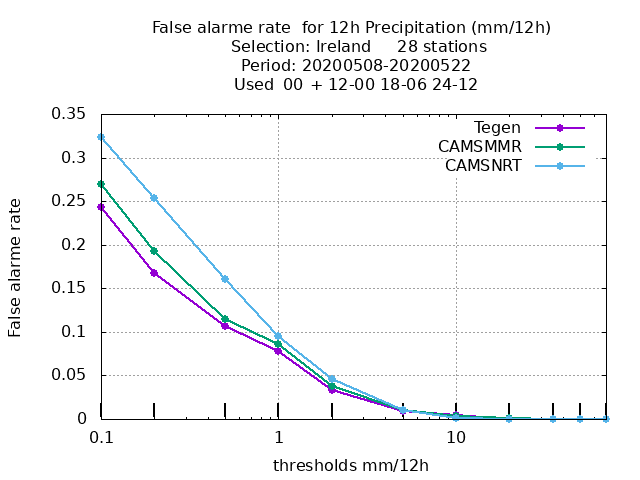 False alarme rate  for 12h Precipitation (mm/12h)
Selection: Ireland     28 stations
Period: 20200508-20200522
Used  00  + 12-00 18-06 24-12
Tegen
CAMSMMR
CAMSNRT
False alarme rate
0.35
0.3
0.25
0.2
0.15
0.1
0.05
0
0.1 1 10
thresholds mm/12h